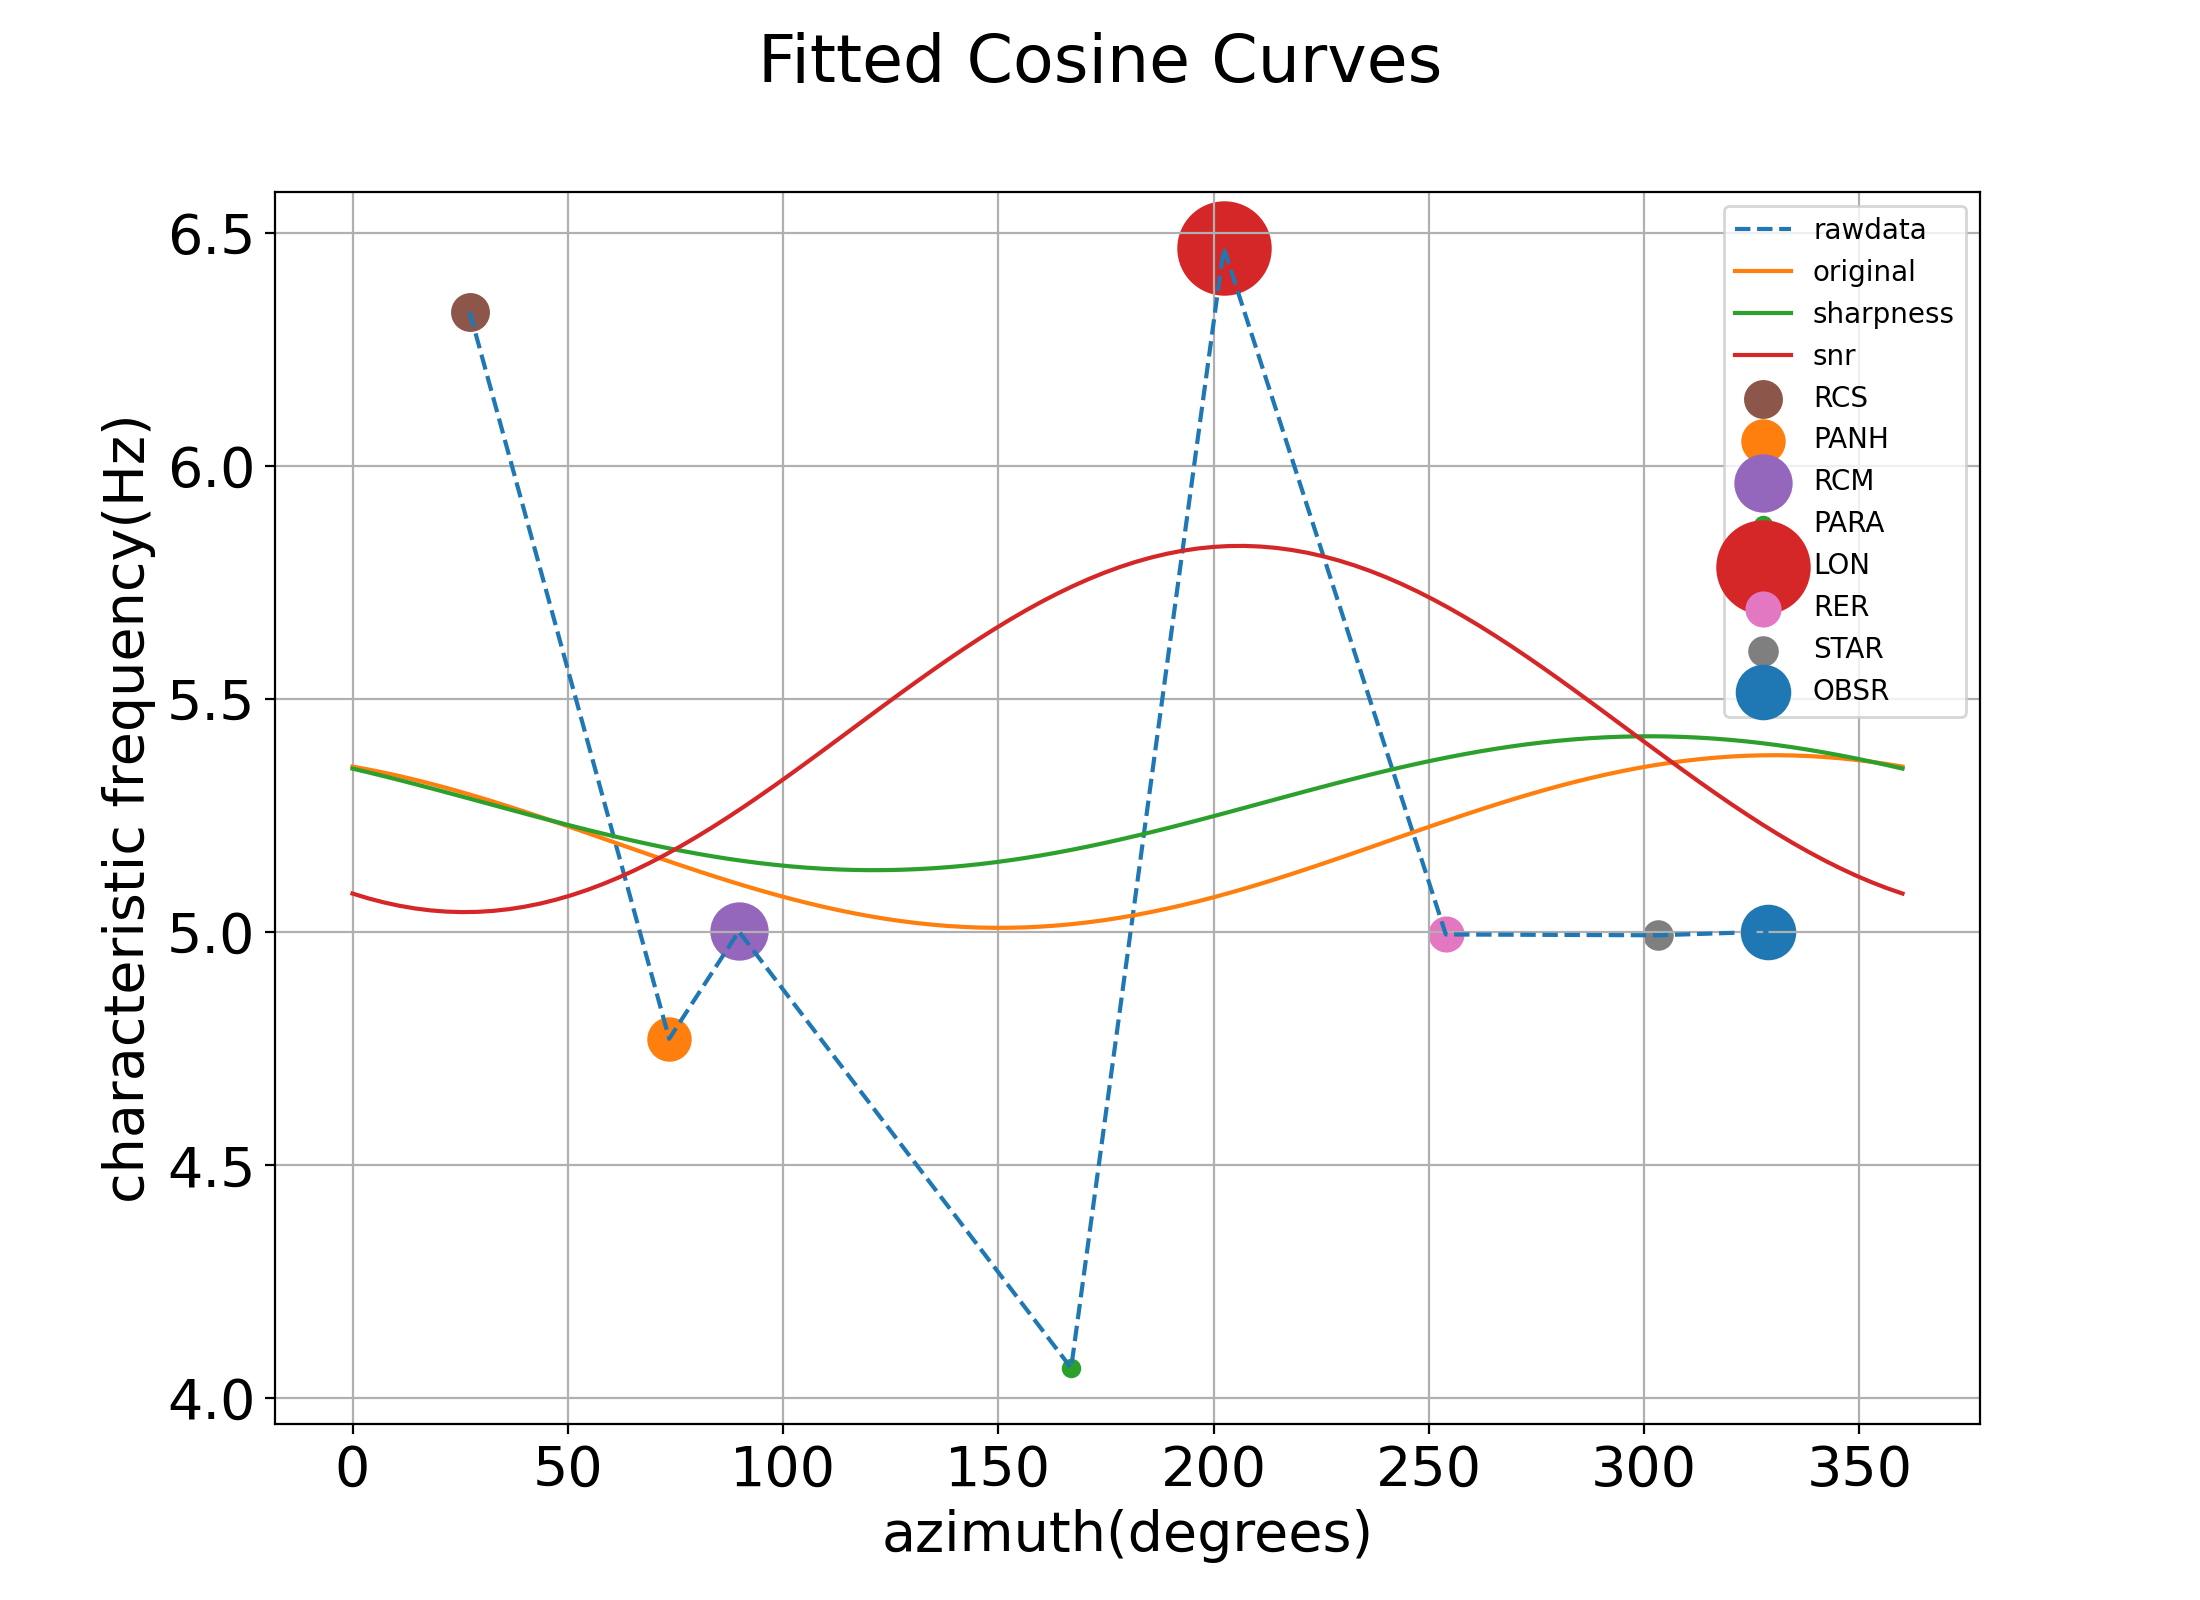 Fitted Cosine Curves
6.5
6.0
5.5
5.0
4.5
4.0
characteristic frequency(Hz)
rawdata
original
sharpness
snr
RCS
PANH
RCM
PARA
LON
RER
STAR
OBSR
0 50 100 150 200 250 300 350
azimuth(degrees)